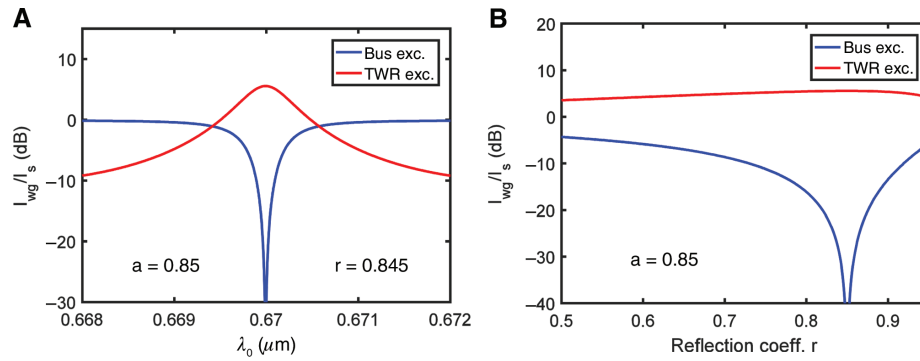 A
Bus exc.
TWR exc.
I_wg/I_s (dB)
10
0
–10
–20
–30
a = 0.85
r = 0.845
0.668
0.669
0.67
0.671
0.672
λ_0 (μm)
B
Bus exc.
TWR exc.
I_wg/I_s (dB)
20
10
0
–10
–20
–30
–40
a = 0.85
0.5
0.6
0.7
0.8
0.9
Reflection coeff. r